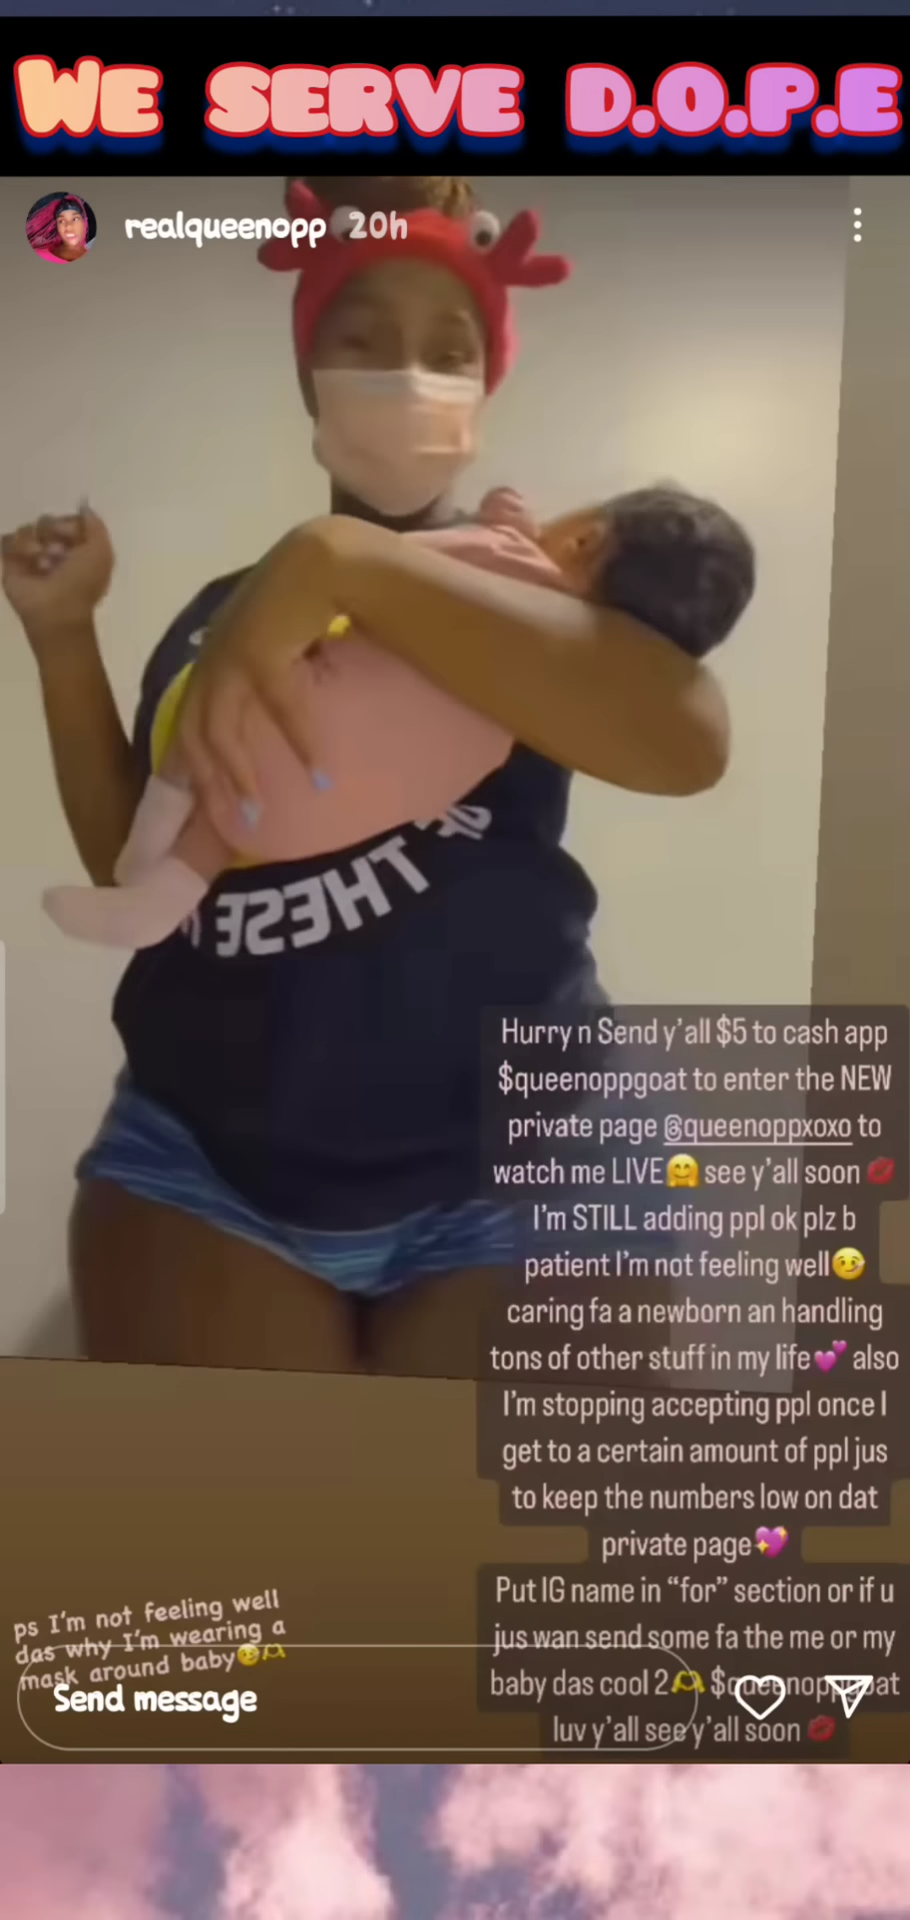 WE SERVE D.O.P.E
realqueenopp 20h
THESE
Hurry n Send y'all $5 to cash app
$queenoppgoat to enter the NEW
private page @queenoppxoxo to
watch me LIVE🤗 see y'all soon 💋
I'm STILL adding ppl ok plz b
patient I'm not feeling well🤒
caring fa a newborn an handling
tons of other stuff in my life💕 also
I'm stopping accepting ppl once I
get to a certain amount of ppl jus
to keep the numbers low on dat
private page💖
Put IG name in “for” section or if u
jus wan send some fa the me or my
baby das cool 2🫶 $queenoppgoat
luv y'all see y'all soon 💋
ps I'm not feeling well
das why I'm wearing a
mask around baby🤒🫶
Send message